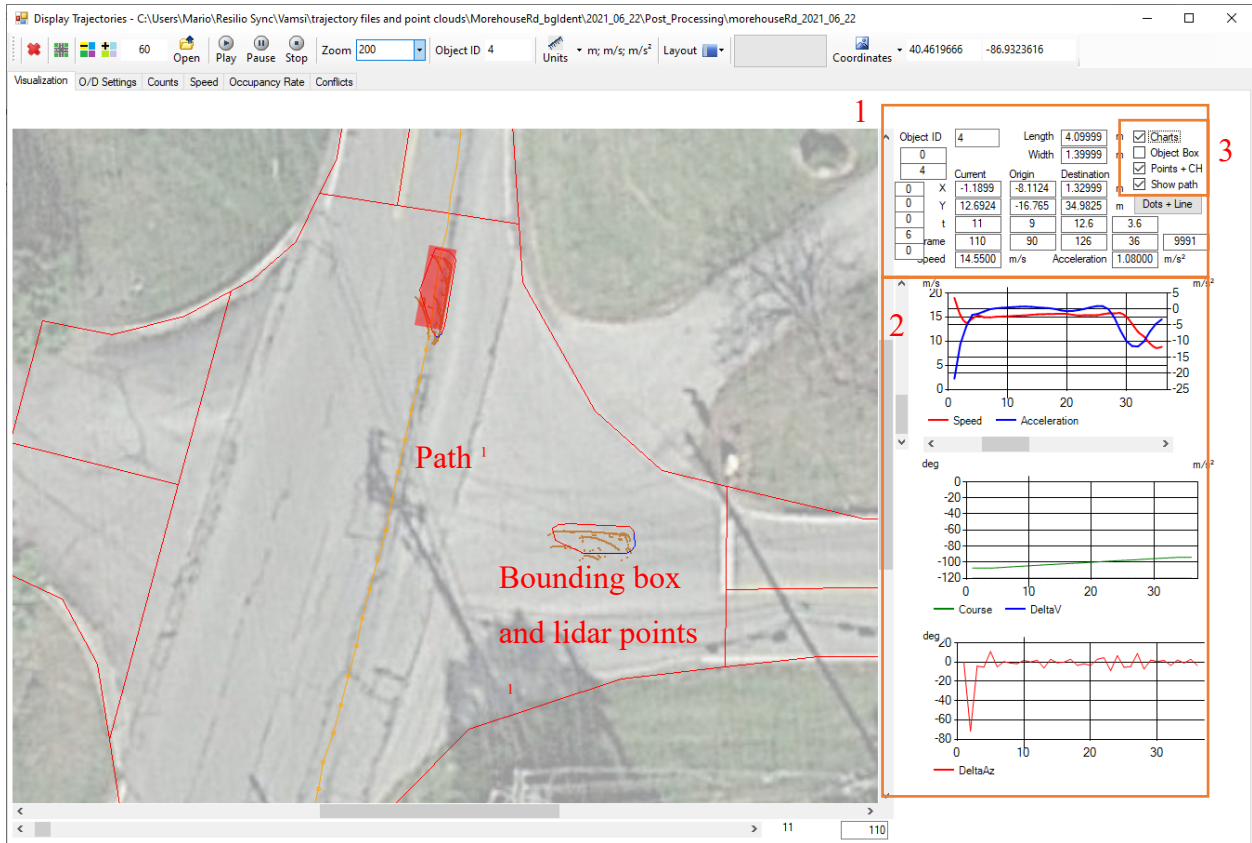 Display Trajectories - C:\Users\Mario\Resilio Sync\Vamsi\trajectory files and point clouds\MorehouseRd_bgIdent\2021_06_22\Post_Processing\morehouseRd_2021_06_22
60 Open Play Pause Stop Zoom 200 Object ID 4 Units m; m/s; m/s² Layout Coordinates 40.4619666 -86.9323616
Visualization O/D Settings Counts Speed Occupancy Rate Conflicts
1
Object ID 4 Length 4.09999 m Charts
0 Width 1.39999 m Object Box
3
4 Points + CH
Current Origin Destination Show path
0 X -1.1899 -8.1124 1.32999 m
0 Y 12.6924 -16.765 34.9825 m Dots + Line
0 t 11 9 12.6 3.6
6 rame 110 90 126 36 9991
0 peed 14.5500 m/s Acceleration 1.08000 m/s²
2
m/s m/s²
20 5
15 0
-5
10 -10
5 -15
-20
0 -25
0 10 20 30
Speed Acceleration
Path 1
deg m/s²
0
-20
-40
-60
-80
-100
-120
0 10 20 30
Course DeltaV
Bounding box
and lidar points
1
deg
20
0
-20
-40
-60
-80
0 10 20 30
DeltaAz
11 110